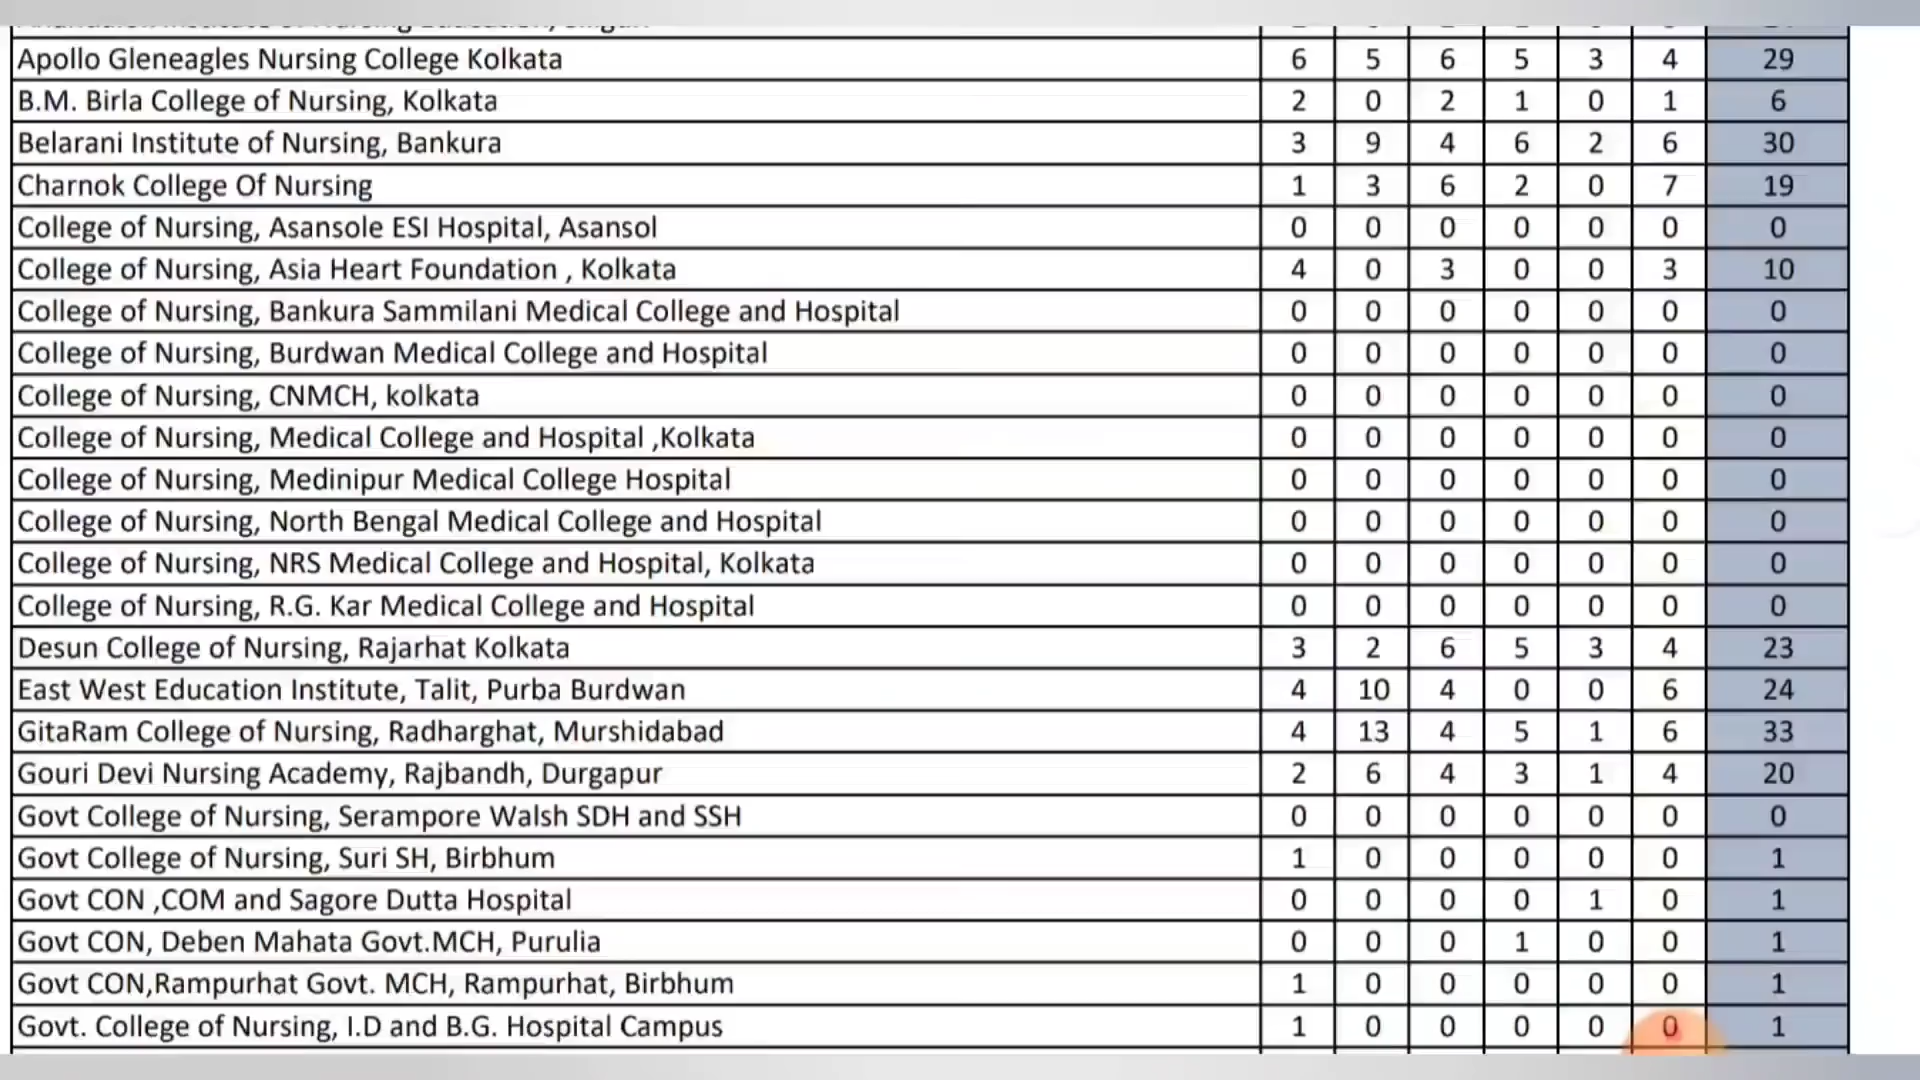 Apollo Gleneagles Nursing College Kolkata 6 5 6 5 3 4 29
B.M. Birla College of Nursing, Kolkata 2 0 2 1 0 1 6
Belarani Institute of Nursing, Bankura 3 9 4 6 2 6 30
Charnok College Of Nursing 1 3 6 2 0 7 19
College of Nursing, Asansole ESI Hospital, Asansol 0 0 0 0 0 0 0
College of Nursing, Asia Heart Foundation , Kolkata 4 0 3 0 0 3 10
College of Nursing, Bankura Sammilani Medical College and Hospital 0 0 0 0 0 0 0
College of Nursing, Burdwan Medical College and Hospital 0 0 0 0 0 0 0
College of Nursing, CNMCH, kolkata 0 0 0 0 0 0 0
College of Nursing, Medical College and Hospital ,Kolkata 0 0 0 0 0 0 0
College of Nursing, Medinipur Medical College Hospital 0 0 0 0 0 0 0
College of Nursing, North Bengal Medical College and Hospital 0 0 0 0 0 0 0
College of Nursing, NRS Medical College and Hospital, Kolkata 0 0 0 0 0 0 0
College of Nursing, R.G. Kar Medical College and Hospital 0 0 0 0 0 0 0
Desun College of Nursing, Rajarhat Kolkata 3 2 6 5 3 4 23
East West Education Institute, Talit, Purba Burdwan 4 10 4 0 0 6 24
GitaRam College of Nursing, Radharghat, Murshidabad 4 13 4 5 1 6 33
Gouri Devi Nursing Academy, Rajbandh, Durgapur 2 6 4 3 1 4 20
Govt College of Nursing, Serampore Walsh SDH and SSH 0 0 0 0 0 0 0
Govt College of Nursing, Suri SH, Birbhum 1 0 0 0 0 0 1
Govt CON ,COM and Sagore Dutta Hospital 0 0 0 0 1 0 1
Govt CON, Deben Mahata Govt.MCH, Purulia 0 0 0 1 0 0 1
Govt CON,Rampurhat Govt. MCH, Rampurhat, Birbhum 1 0 0 0 0 0 1
Govt. College of Nursing, I.D and B.G. Hospital Campus 1 0 0 0 0 0 1